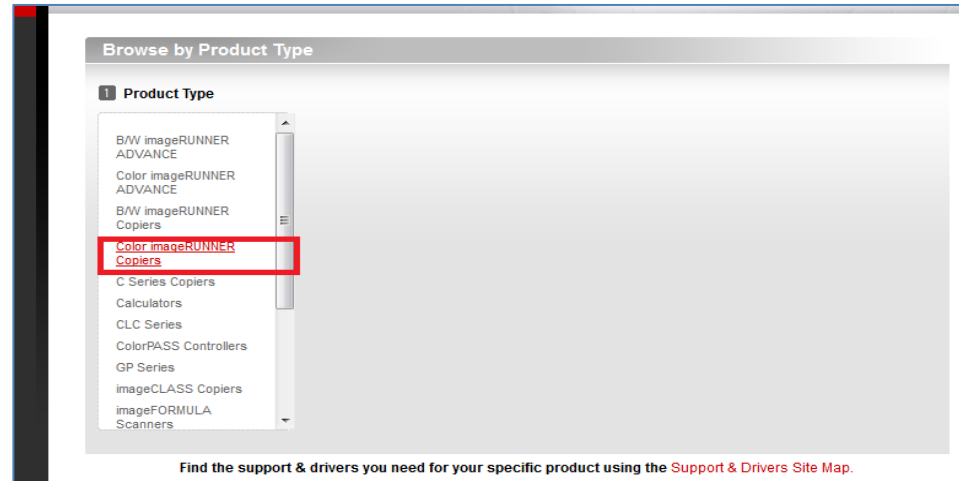 Browse by Product Type
1 Product Type
B/W imageRUNNER
ADVANCE
Color imageRUNNER
ADVANCE
B/W imageRUNNER
Copiers
Color imageRUNNER
Copiers
C Series Copiers
Calculators
CLC Series
ColorPASS Controllers
GP Series
imageCLASS Copiers
imageFORMULA
Scanners
Find the support & drivers you need for your specific product using the Support & Drivers Site Map.